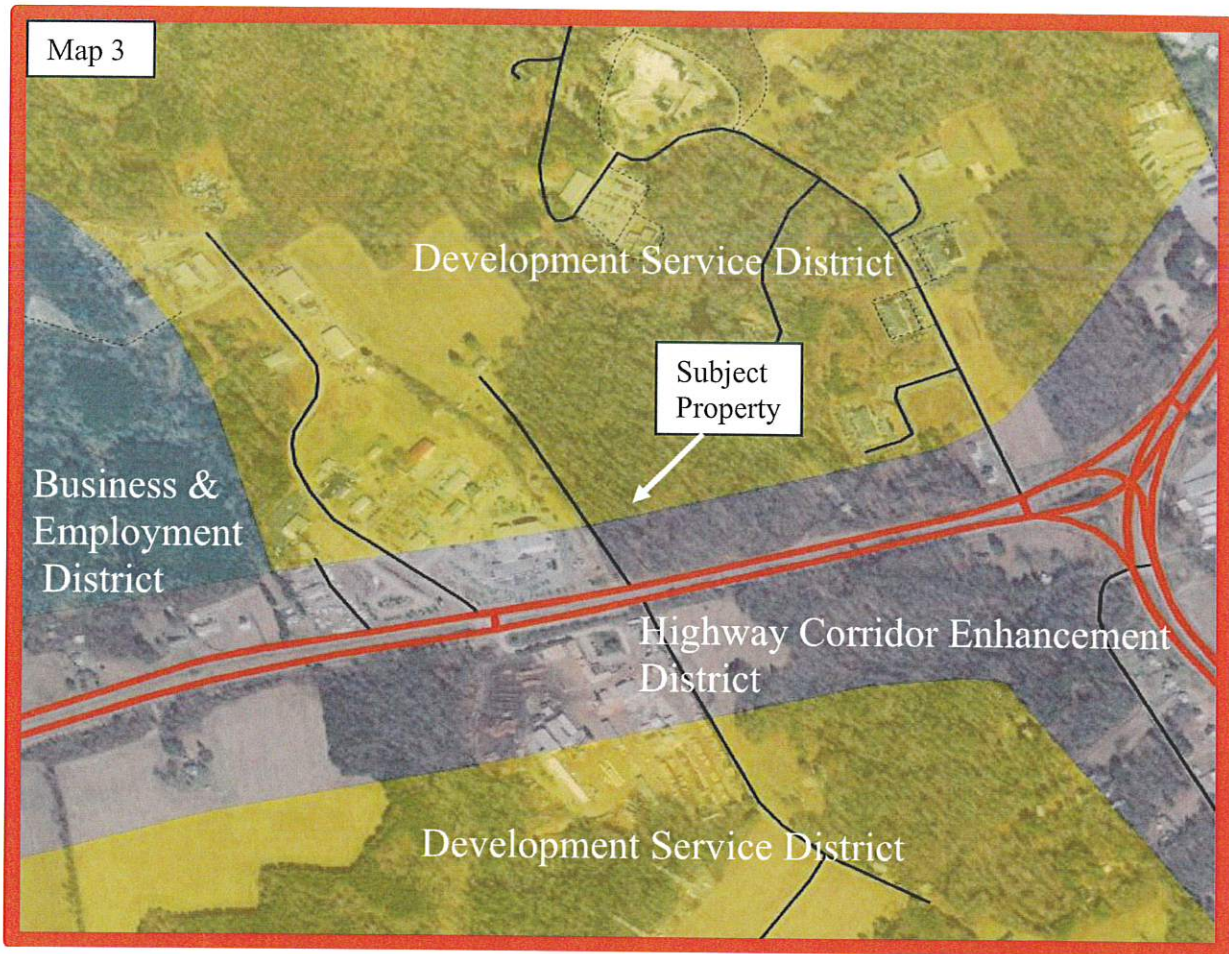 Map 3
Development Service District
Subject
Property
Business &
Employment
District
Highway Corridor Enhancement
District
Development Service District